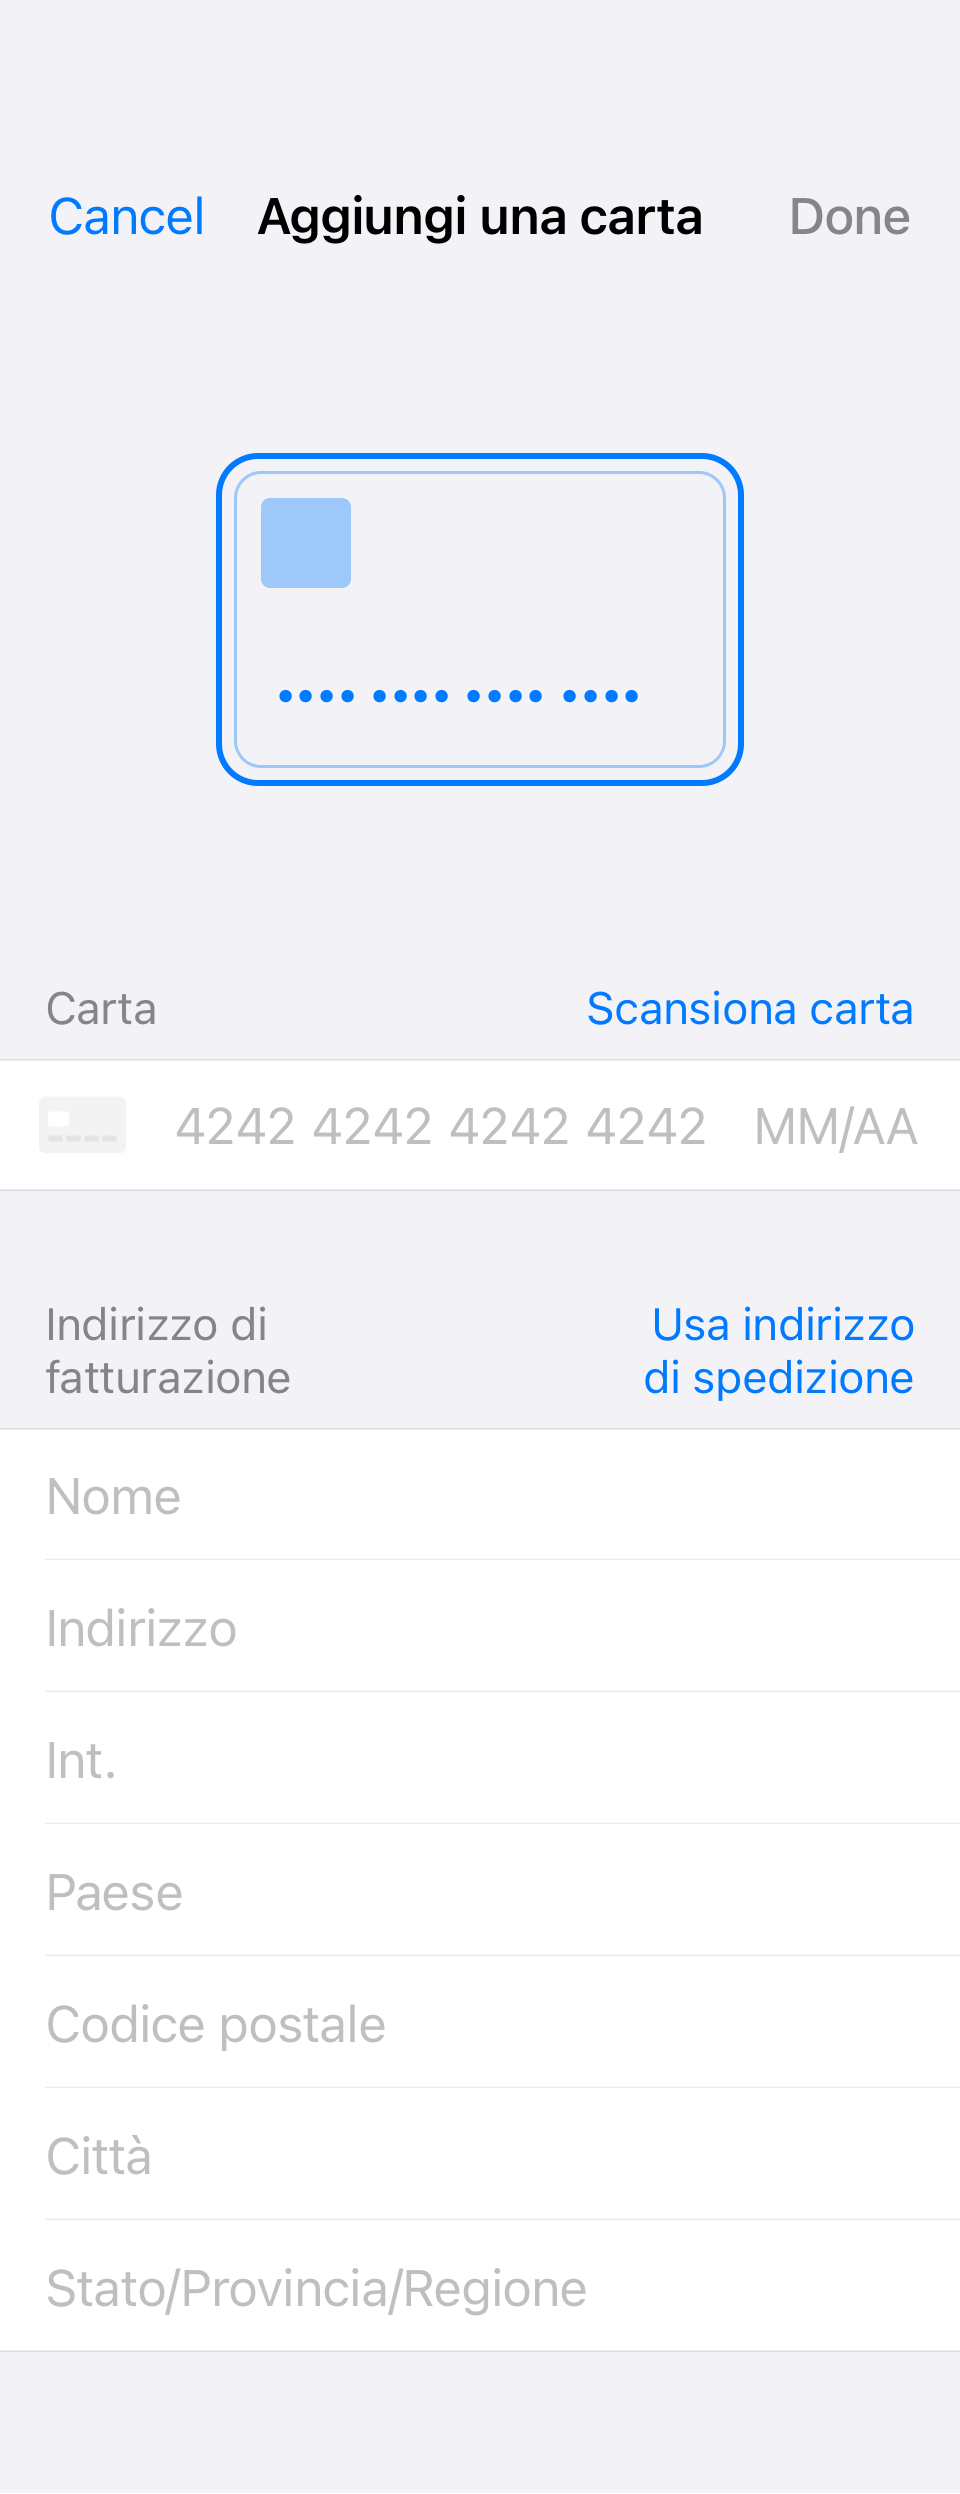 Cancel Aggiungi una carta Done
Carta Scansiona carta
4242 4242 4242 4242 MM/AA
Indirizzo di fatturazione
Usa indirizzo di spedizione
Nome
Indirizzo
Int.
Paese
Codice postale
Città
Stato/Provincia/Regione